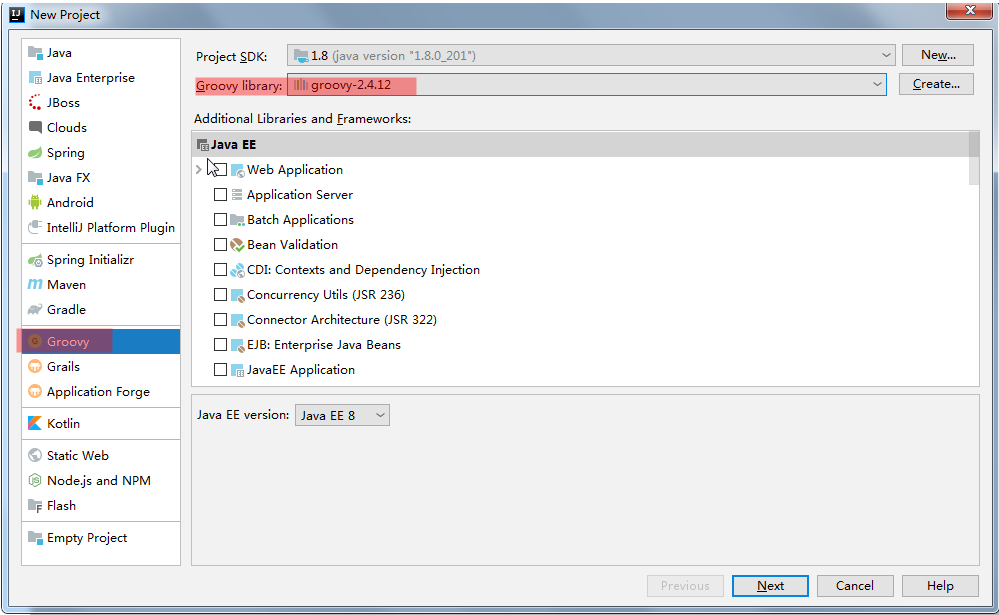 New Project
Java
Java Enterprise
JBoss
Clouds
Spring
Java FX
Android
IntelliJ Platform Plugin
Spring Initializr
Maven
Gradle
Groovy
Grails
Application Forge
Kotlin
Static Web
Node.js and NPM
Flash
Empty Project
Project SDK: 1.8 (java version "1.8.0_201") New...
Groovy library: groovy-2.4.12 Create...
Additional Libraries and Frameworks:
Java EE
Web Application
Application Server
Batch Applications
Bean Validation
CDI: Contexts and Dependency Injection
Concurrency Utils (JSR 236)
Connector Architecture (JSR 322)
EJB: Enterprise Java Beans
JavaEE Application
Java EE version: Java EE 8
Previous Next Cancel Help